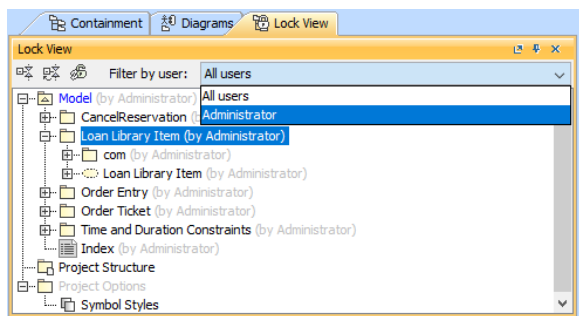 Containment Diagrams Lock View
Lock View
Filter by user: All users
Model (by Administrator) All users
CancelReservation ( Administrator
Loan Library Item (by Administrator)
com (by Administrator)
Loan Library Item (by Administrator)
Order Entry (by Administrator)
Order Ticket (by Administrator)
Time and Duration Constraints (by Administrator)
Index (by Administrator)
Project Structure
Project Options
Symbol Styles